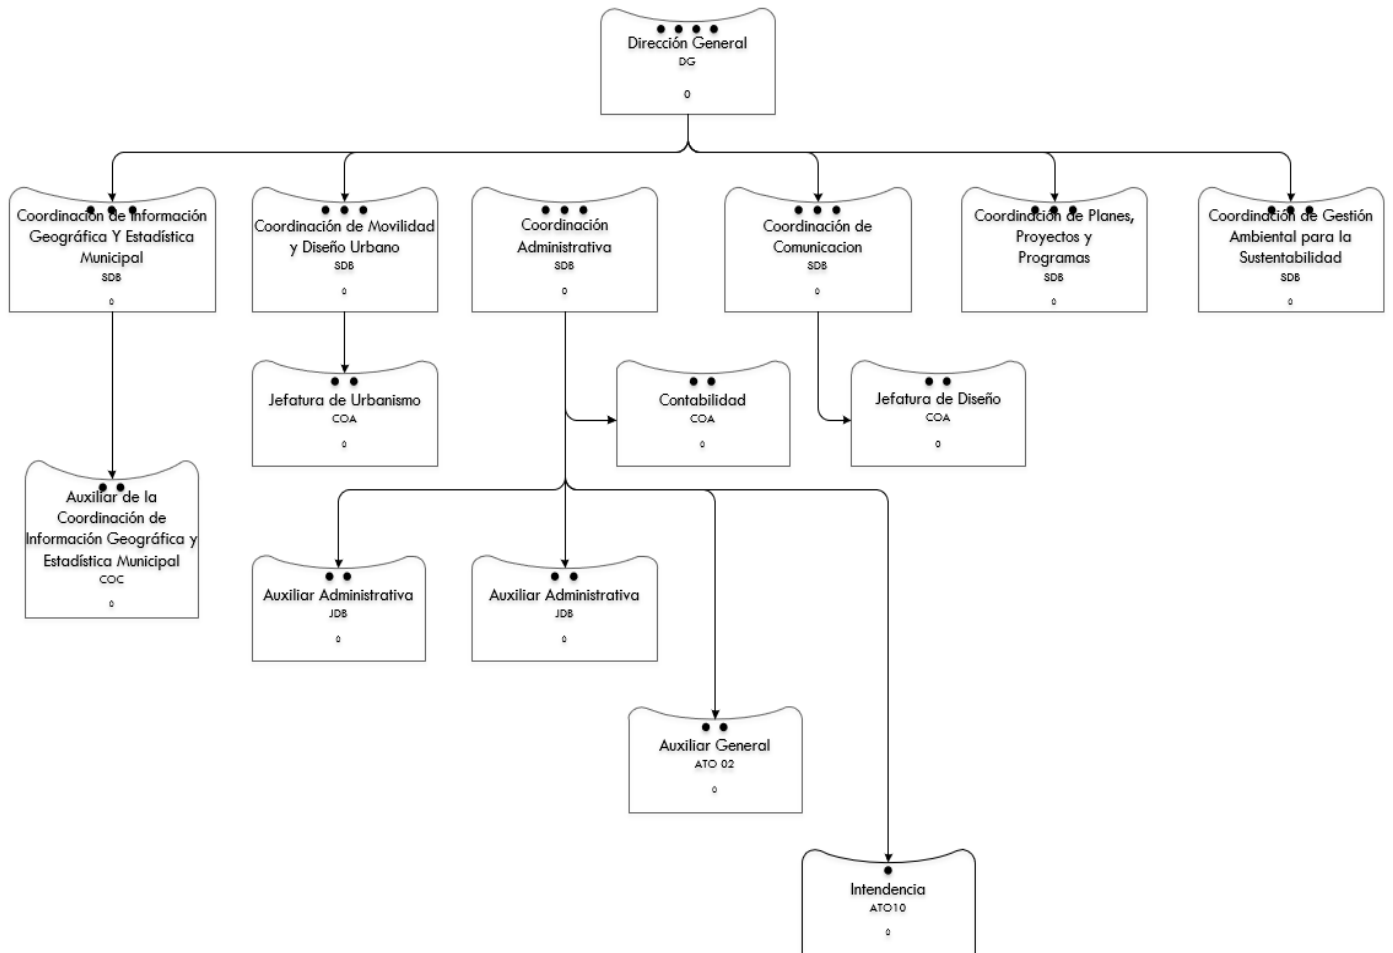 Dirección General
DG
0
Coordinación de Información
Geográfica Y Estadística
Municipal
SDB
0
Coordinación de Movilidad
y Diseño Urbano
SDB
0
Coordinación
Administrativa
SDB
0
Coordinación de
Comunicacion
SDB
0
Coordinación de Planes,
Proyectos y
Programas
SDB
0
Coordinación de Gestión
Ambiental para la
Sustentabilidad
SDB
0
Jefatura de Urbanismo
COA
0
Contabilidad
COA
0
Jefatura de Diseño
COA
0
Auxiliar de la
Coordinación de
Información Geográfica y
Estadística Municipal
COC
0
Auxiliar Administrativa
JDB
0
Auxiliar Administrativa
JDB
0
Auxiliar General
ATO 02
0
Intendencia
ATO10
0